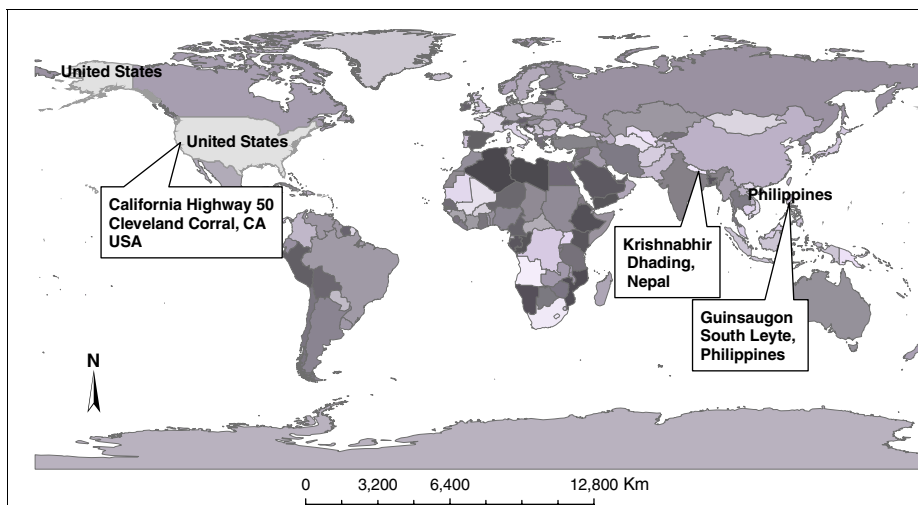 United States
United States
California Highway 50
Cleveland Corral, CA
USA
Philippines
Krishnabhir
Dhading,
Nepal
Guinsaugon
South Leyte,
Philippines
N
0 3,200 6,400 12,800 Km